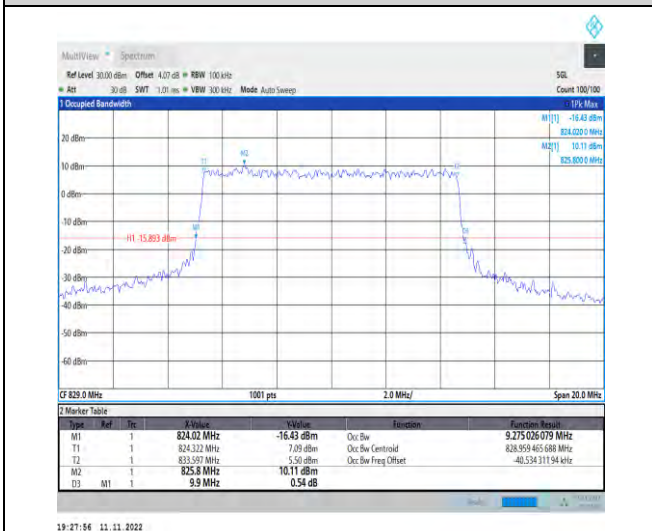 MultiView Spectrum
Ref Level 30.00 dBm Offset 4.07 dB RBW 100 kHz SGL
Att 30 dB SWT 1.01 ms VBW 300 kHz Mode Auto Sweep Count 100/100
1 Occupied Bandwidth 1Pk Max
M1[1] -16.43 dBm
824.020 0 MHz
M2[1] 10.11 dBm
825.800 0 MHz
20 dBm
10 dBm
0 dBm
-10 dBm
-20 dBm
-30 dBm
-40 dBm
-50 dBm
-60 dBm
T1
M2
M1
H1 -15.893 dBm
CF 829.0 MHz 1001 pts 2.0 MHz/ Span 20.0 MHz
2 Marker Table
Type Ref Trc X-Value Y-Value Function Function Result
M1 1 824.02 MHz -16.43 dBm Occ Bw 9.275 026 079 MHz
T1 1 824.322 MHz 7.09 dBm Occ Bw Centroid 828.959 465 688 MHz
T2 1 833.597 MHz 5.50 dBm Occ Bw Freq Offset -40.534 311 94 kHz
M2 1 825.8 MHz 10.11 dBm
D3 M1 1 9.9 MHz 0.54 dB
19:27:56 11.11.2022